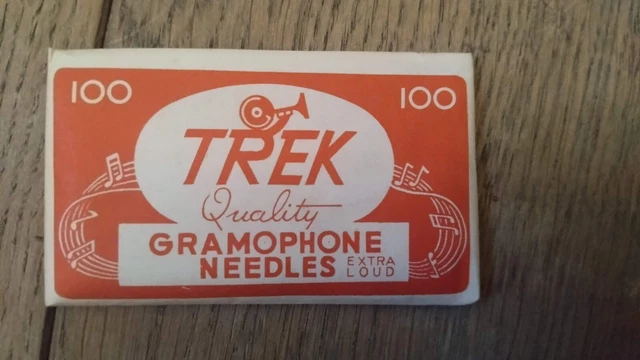 100 100
TREK
Quality
GRAMOPHONE
NEEDLES EXTRA
LOUD